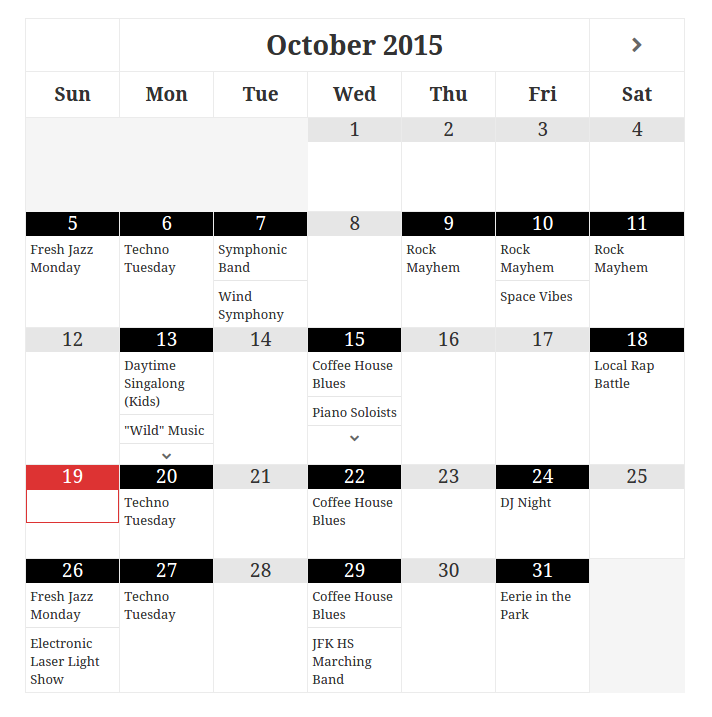 October 2015
Sun Mon Tue Wed Thu Fri Sat
1 2 3 4
5 6 7 8 9 10 11
Fresh Jazz
Monday
Techno
Tuesday
Symphonic
Band
Wind
Symphony
Rock
Mayhem
Rock
Mayhem
Space Vibes
Rock
Mayhem
12 13 14 15 16 17 18
Daytime
Singalong
(Kids)
"Wild" Music
Coffee House
Blues
Piano Soloists
Local Rap
Battle
19 20 21 22 23 24 25
Techno
Tuesday
Coffee House
Blues
DJ Night
26 27 28 29 30 31
Fresh Jazz
Monday
Electronic
Laser Light
Show
Techno
Tuesday
Coffee House
Blues
JFK HS
Marching
Band
Eerie in the
Park